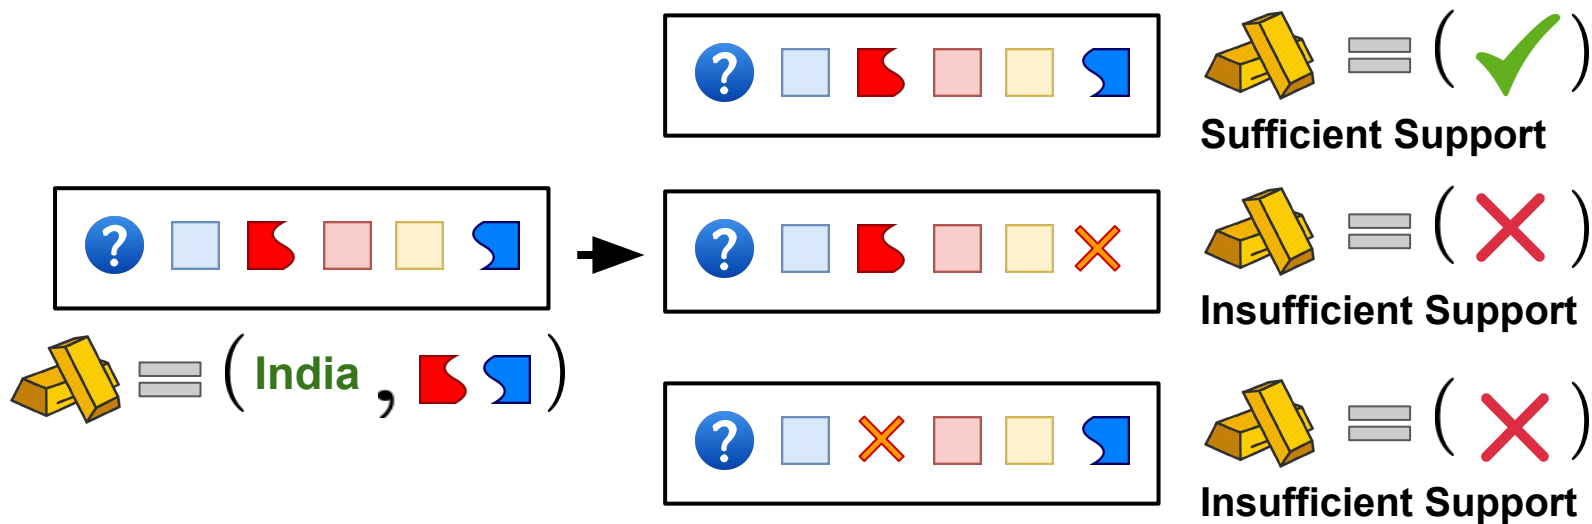 ? = ( ✓ )
Sufficient Support
? = ( India , )
? = ( ✗ )
Insufficient Support
? = ( ✗ )
Insufficient Support